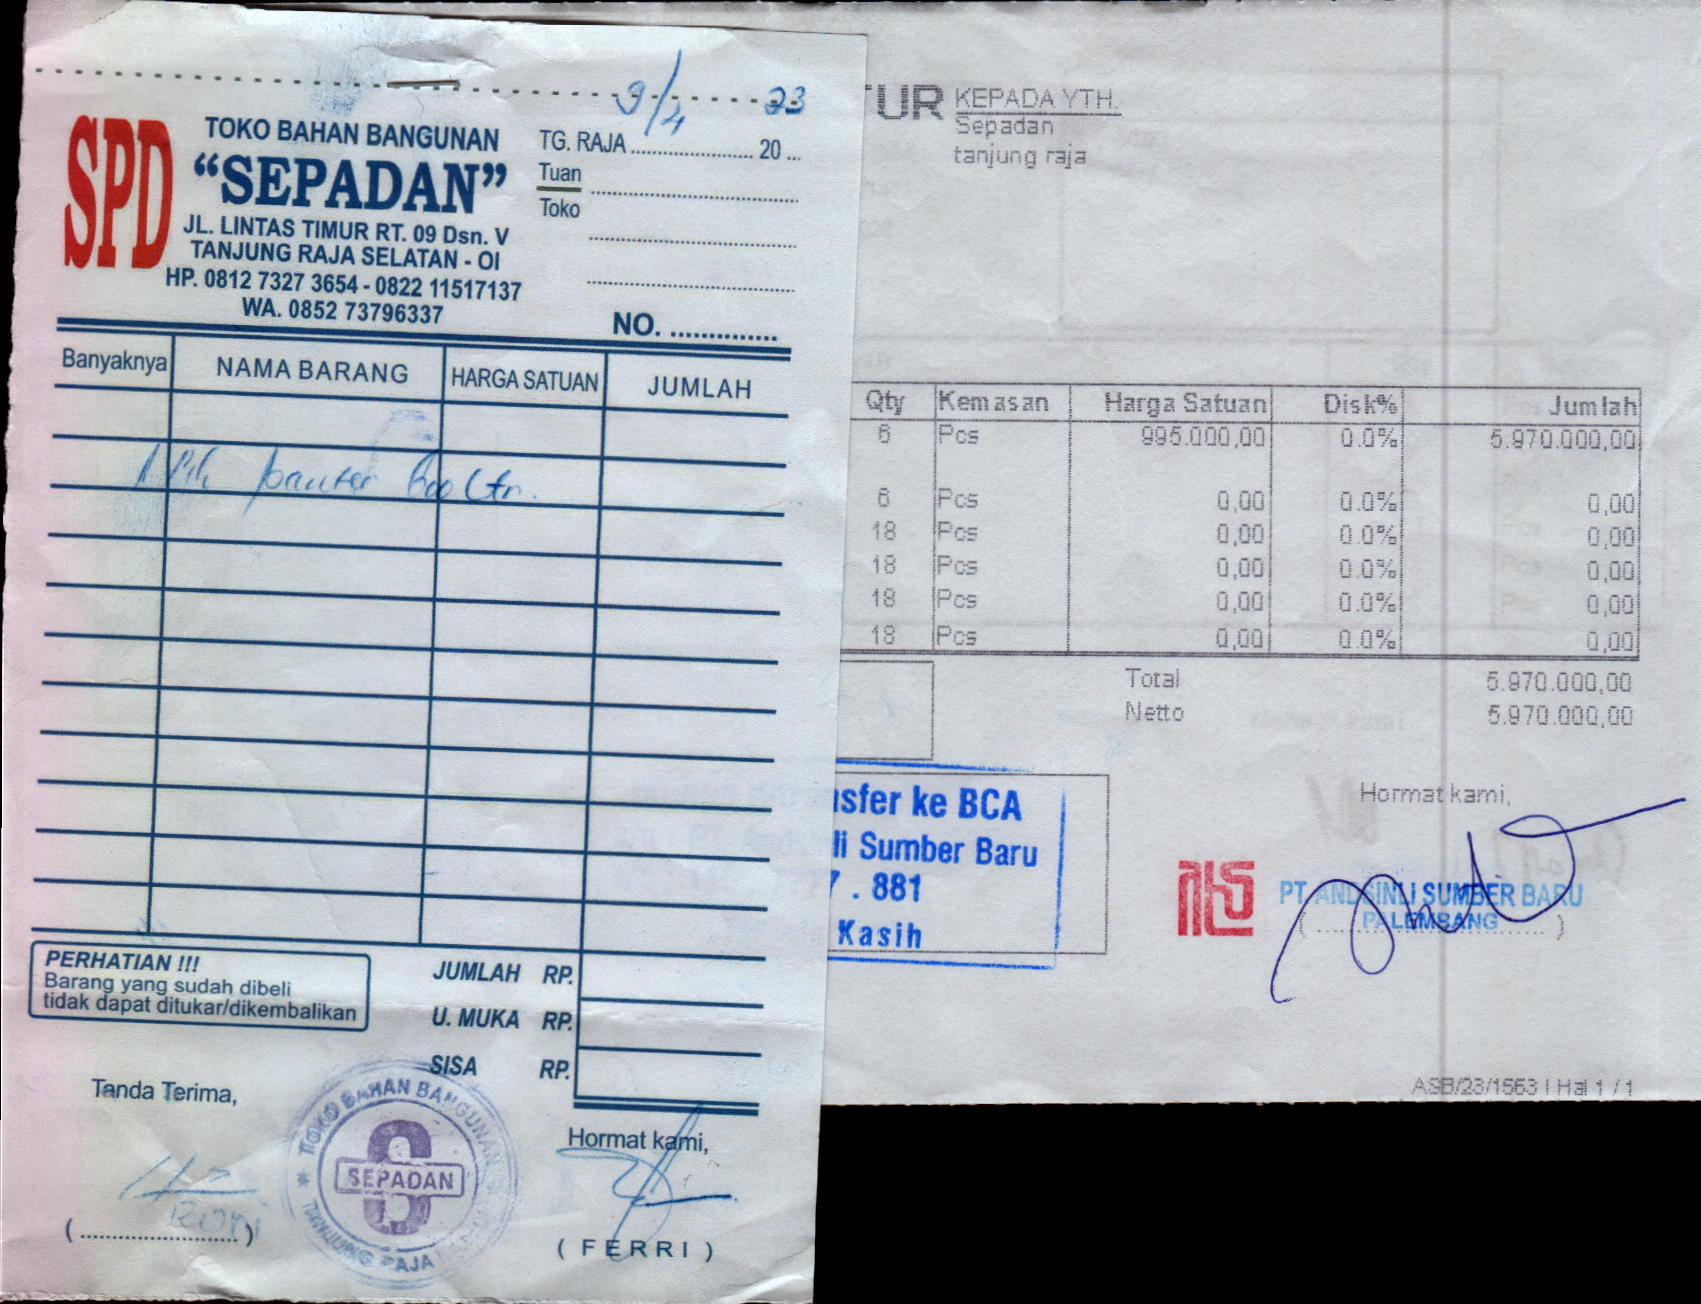 9/4 23
SPD
TOKO BAHAN BANGUNAN
“SEPADAN”
JL. LINTAS TIMUR RT. 09 Dsn. V
TANJUNG RAJA SELATAN - OI
HP. 0812 7327 3654 - 0822 11517137
WA. 0852 73796337
TG. RAJA ........................ 20 ...
Tuan
Toko
NO. ..............
Banyaknya NAMA BARANG HARGA SATUAN JUMLAH
1 600 Ltr.
PERHATIAN !!!
Barang yang sudah dibeli
tidak dapat ditukar/dikembalikan
JUMLAH RP.
U. MUKA RP.
SISA RP.
Tanda Terima,
Hormat kami,
TOKO BAHAN BANGUNAN
SEPADAN
TANJUNG RAJA
(..........................)
( FERRI )
TUR
KEPADA YTH.
Sepadan
tanjung raja
Qty Kemasan Harga Satuan Disk% Jumlah
6 Pcs 995.000,00 0.0% 5.970.000,00
6 Pcs 0,00 0.0% 0,00
18 Pcs 0,00 0.0% 0,00
18 Pcs 0,00 0.0% 0,00
18 Pcs 0,00 0.0% 0,00
18 Pcs 0,00 0.0% 0,00
Total 5.970.000,00
Netto 5.970.000,00
sfer ke BCA
li Sumber Baru
7 . 881
Kasih
Hormat kami,
PT. ANDSINLI SUMBER BARU
PALEMBANG
ASB/23/1563 | Hal 1 / 1